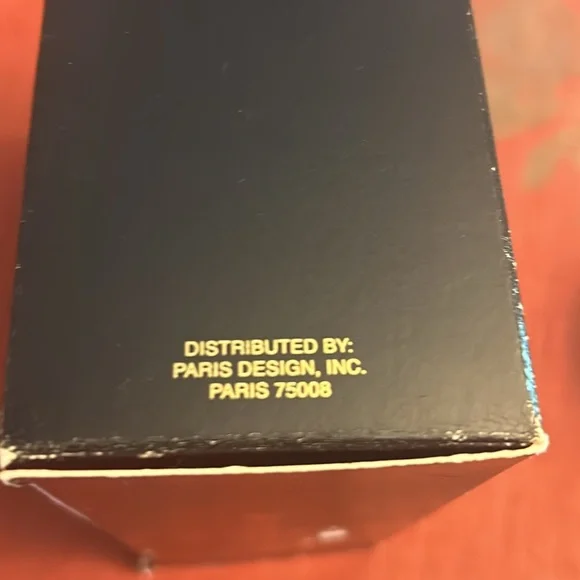 DISTRIBUTED BY:
PARIS DESIGN, INC.
PARIS 75008